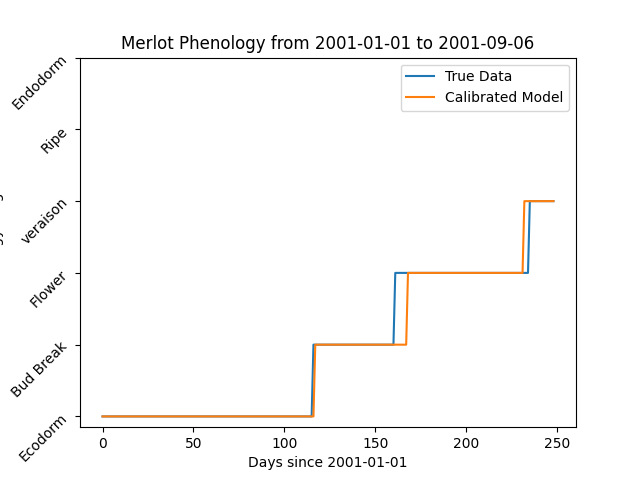 Merlot Phenology from 2001-01-01 to 2001-09-06
True Data
Calibrated Model
Endodorm
Ripe
veraison
Flower
Bud Break
Ecodorm
0 50 100 150 200 250
Days since 2001-01-01